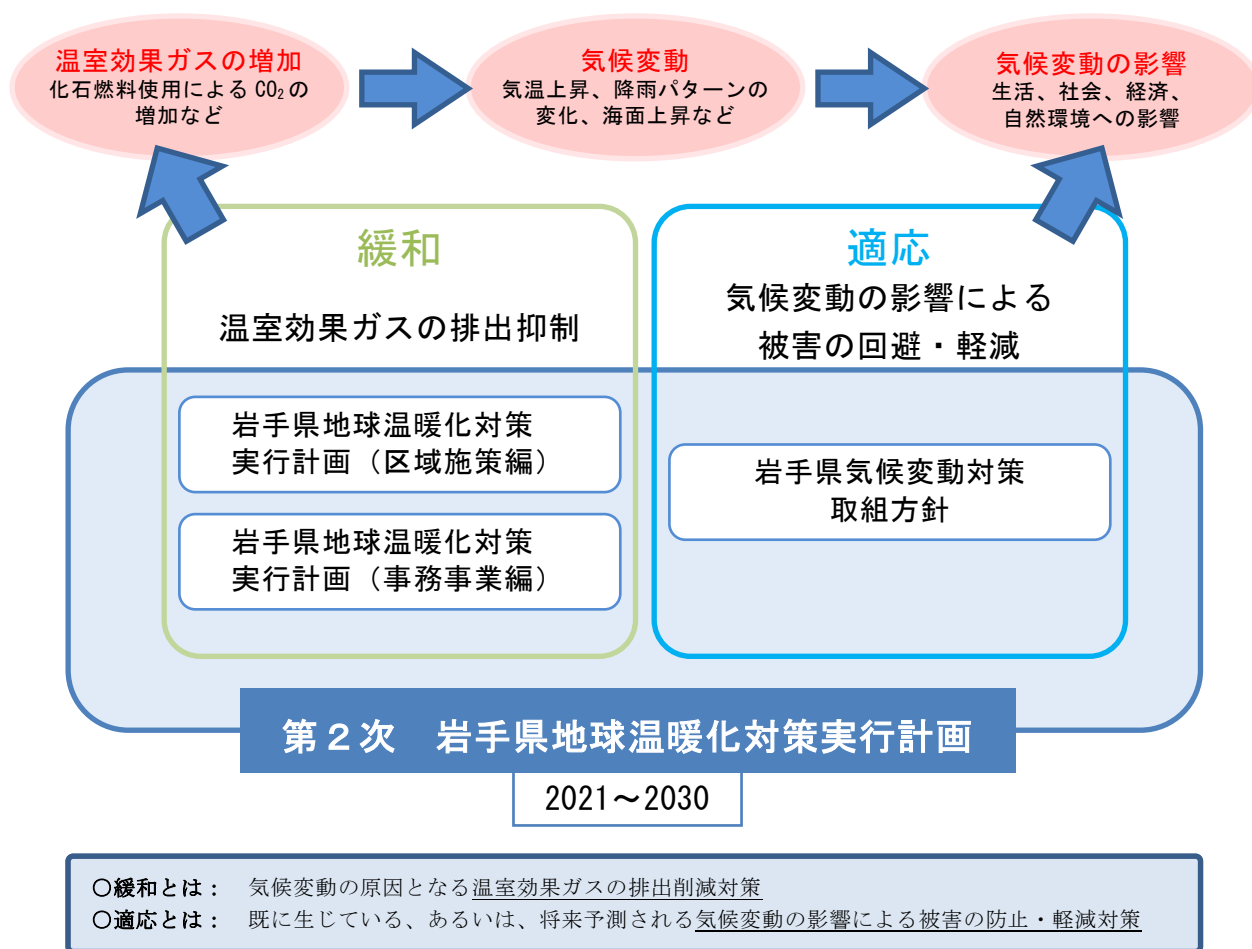 温室効果ガスの増加
化石燃料使用による CO₂の
増加など
気候変動
気温上昇、降雨パターンの
変化、海面上昇など
気候変動の影響
生活、社会、経済、
自然環境への影響
緩和
温室効果ガスの排出抑制
適応
気候変動の影響による
被害の回避・軽減
岩手県地球温暖化対策
実行計画（区域施策編）
岩手県地球温暖化対策
実行計画（事務事業編）
岩手県気候変動対策
取組方針
第２次　岩手県地球温暖化対策実行計画
2021～2030
〇緩和とは：　気候変動の原因となる温室効果ガスの排出削減対策
〇適応とは：　既に生じている、あるいは、将来予測される気候変動の影響による被害の防止・軽減対策